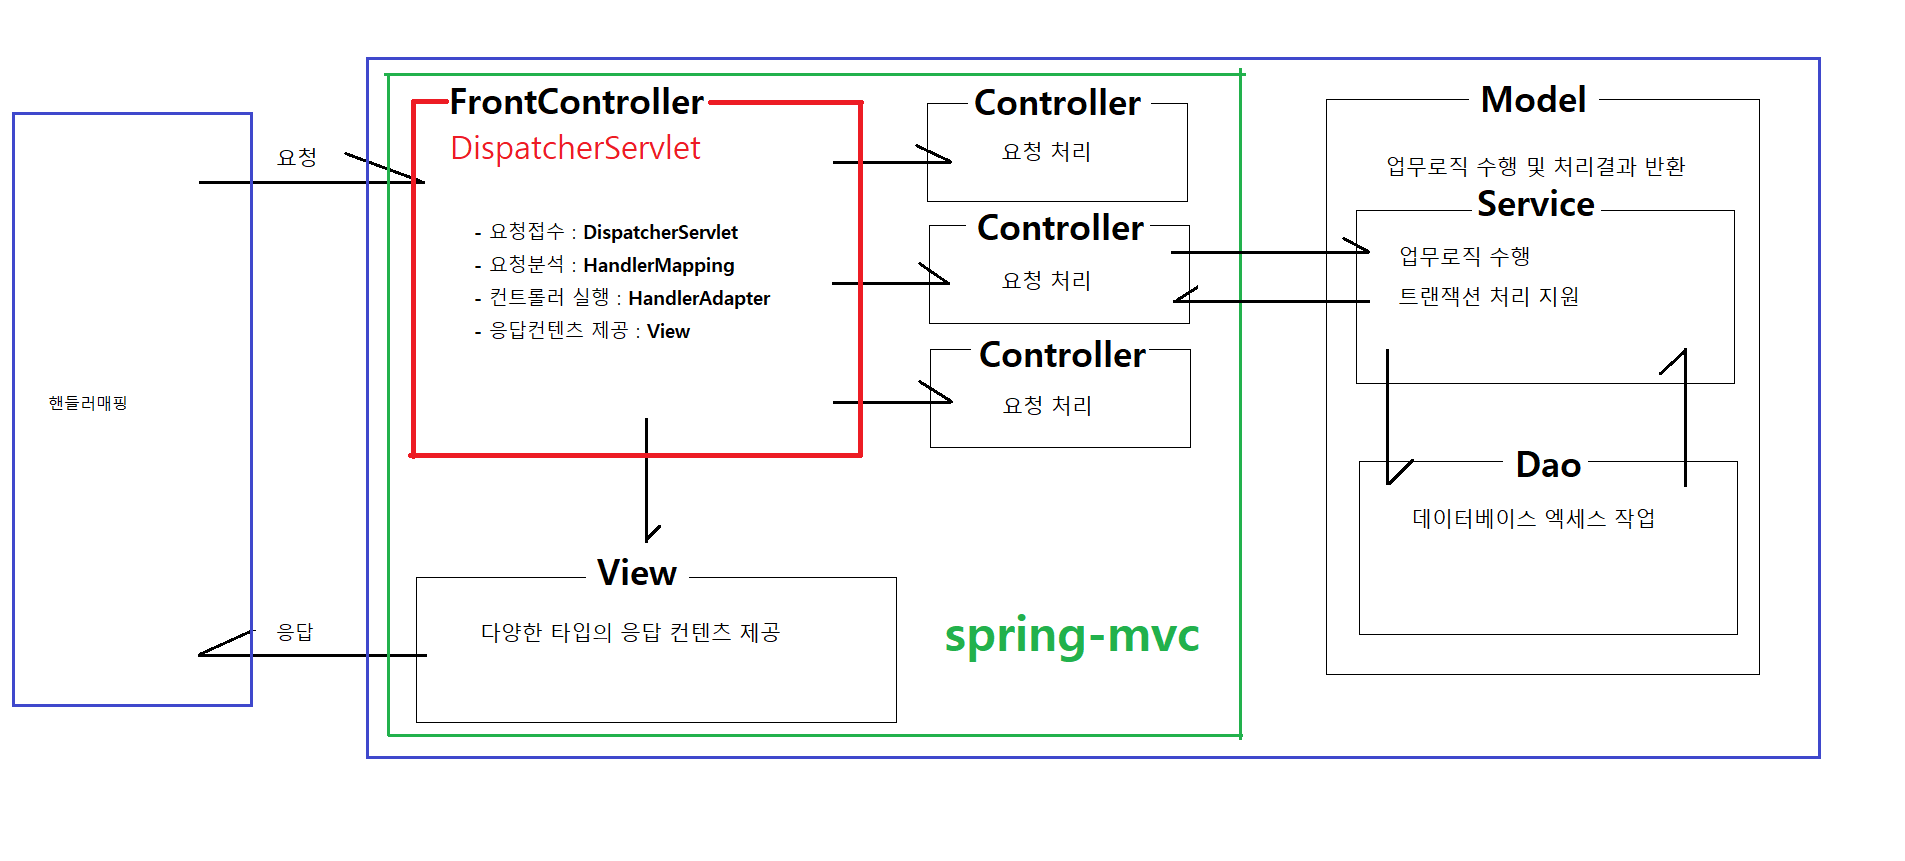 핸들러매핑
요청
응답
FrontController
DispatcherServlet
- 요청접수 : DispatcherServlet
- 요청분석 : HandlerMapping
- 컨트롤러 실행 : HandlerAdapter
- 응답컨텐츠 제공 : View
View
다양한 타입의 응답 컨텐츠 제공
Controller
요청 처리
Controller
요청 처리
Controller
요청 처리
spring-mvc
Model
업무로직 수행 및 처리결과 반환
Service
업무로직 수행
트랜잭션 처리 지원
Dao
데이터베이스 엑세스 작업